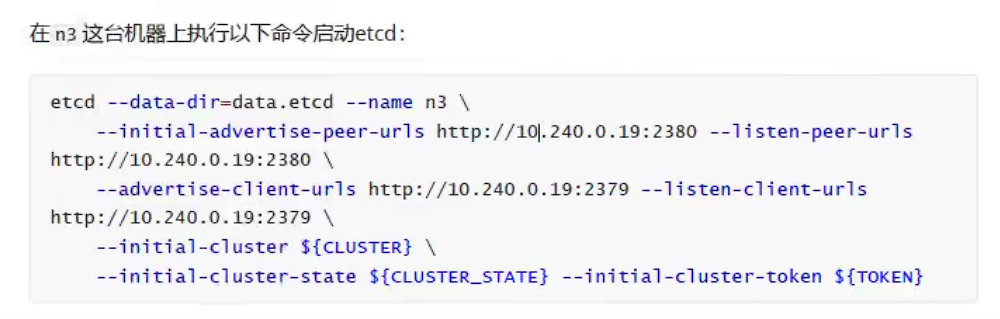 在 n3 这台机器上执行以下命令启动etcd：
etcd --data-dir=data.etcd --name n3 \
--initial-advertise-peer-urls http://10.240.0.19:2380 --listen-peer-urls
http://10.240.0.19:2380 \
--advertise-client-urls http://10.240.0.19:2379 --listen-client-urls
http://10.240.0.19:2379 \
--initial-cluster ${CLUSTER} \
--initial-cluster-state ${CLUSTER_STATE} --initial-cluster-token ${TOKEN}